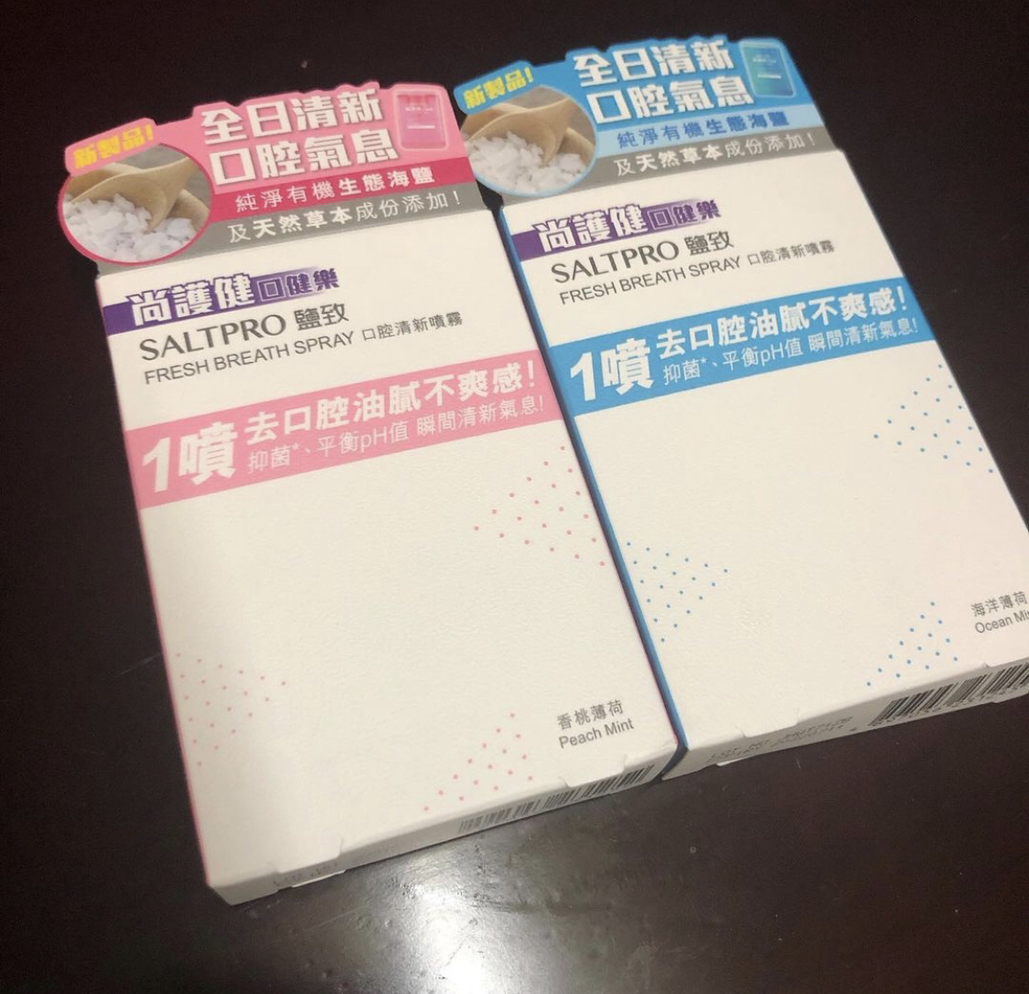 新製品!
全日清新
口腔氣息
純淨有機生態海鹽
及天然草本成份添加!
尚護健口健樂
SALTPRO 鹽致
FRESH BREATH SPRAY 口腔清新噴霧
1噴 去口腔油膩不爽感!
抑菌*、平衡pH值 瞬間清新氣息!
香桃薄荷
Peach Mint
新製品!
全日清新
口腔氣息
純淨有機生態海鹽
及天然草本成份添加!
尚護健口健樂
SALTPRO 鹽致
FRESH BREATH SPRAY 口腔清新噴霧
1噴 去口腔油膩不爽感!
抑菌*、平衡pH值 瞬間清新氣息!
海洋薄荷
Ocean